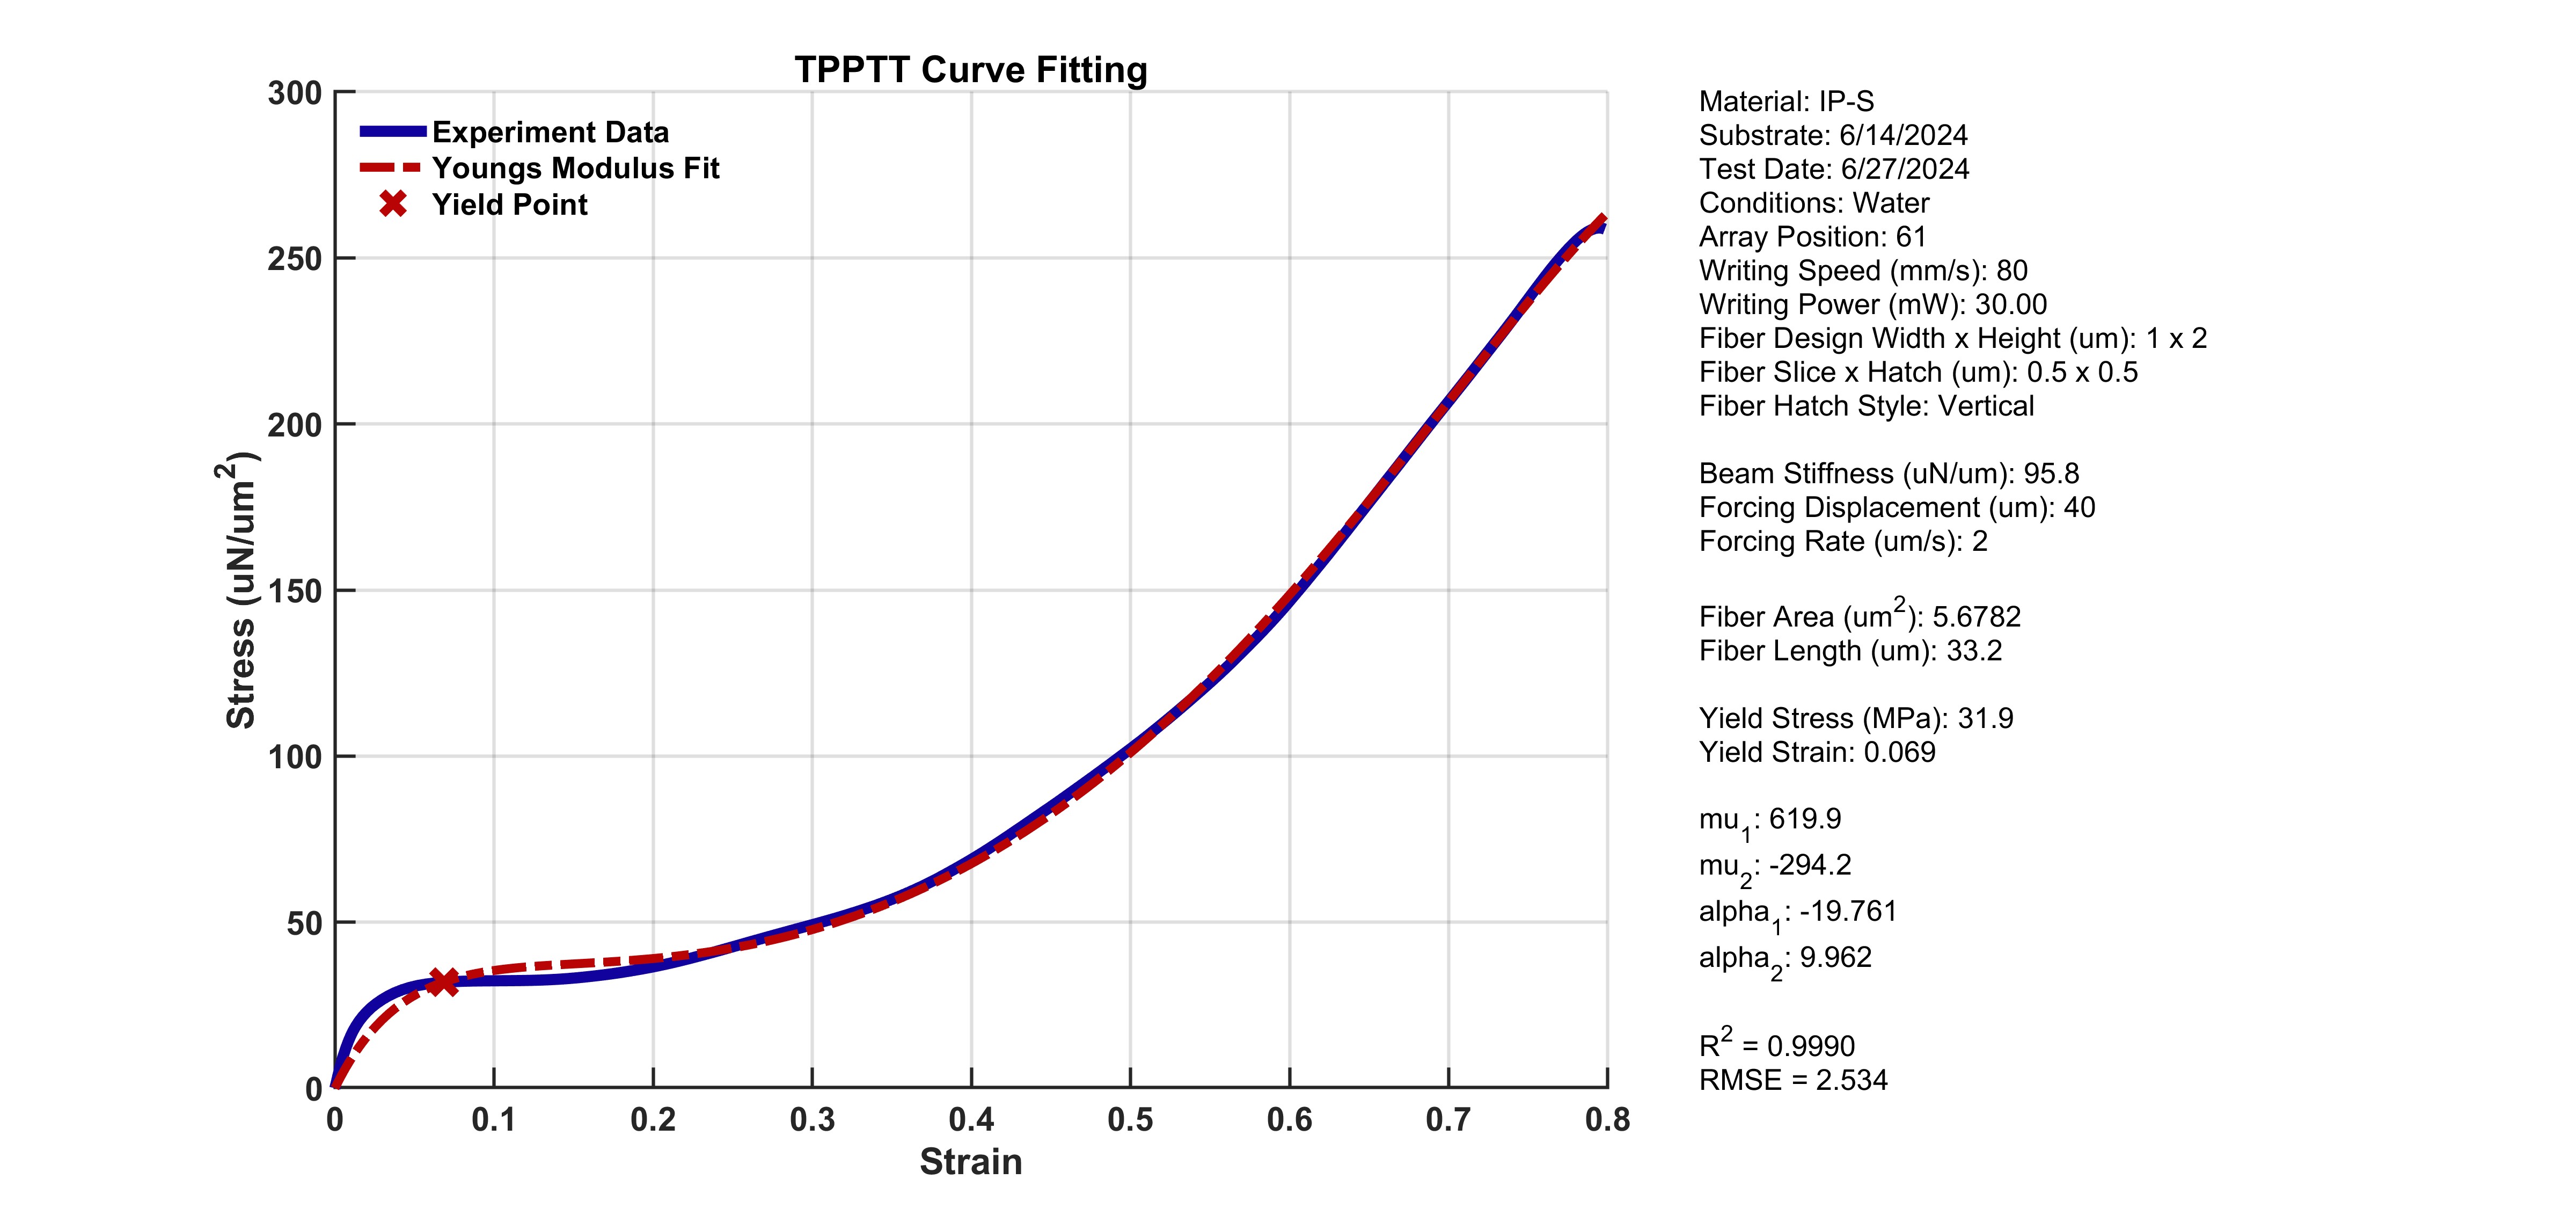 TPPTT Curve Fitting
300
250
200
150
100
50
0
Stress (uN/um²)
Experiment Data
Youngs Modulus Fit
Yield Point
0 0.1 0.2 0.3 0.4 0.5 0.6 0.7 0.8
Strain
Material: IP-S
Substrate: 6/14/2024
Test Date: 6/27/2024
Conditions: Water
Array Position: 61
Writing Speed (mm/s): 80
Writing Power (mW): 30.00
Fiber Design Width x Height (um): 1 x 2
Fiber Slice x Hatch (um): 0.5 x 0.5
Fiber Hatch Style: Vertical
Beam Stiffness (uN/um): 95.8
Forcing Displacement (um): 40
Forcing Rate (um/s): 2
Fiber Area (um²): 5.6782
Fiber Length (um): 33.2
Yield Stress (MPa): 31.9
Yield Strain: 0.069
mu₁: 619.9
mu₂: -294.2
alpha₁: -19.761
alpha₂: 9.962
R² = 0.9990
RMSE = 2.534